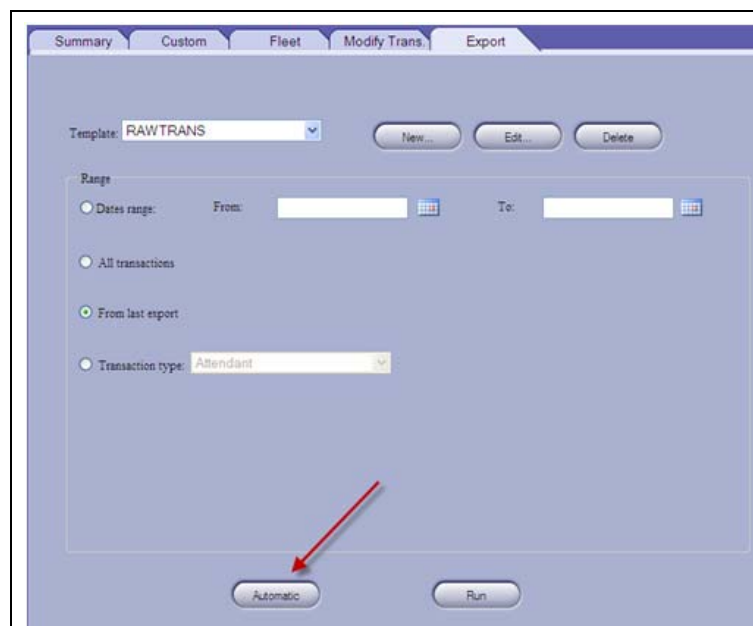 Summary Custom Fleet Modify Trans. Export
Template: RAWTRANS New... Edit... Delete
Range
Dates range: From: To:
All transactions
From last export
Transaction type: Attendant
Automatic Run